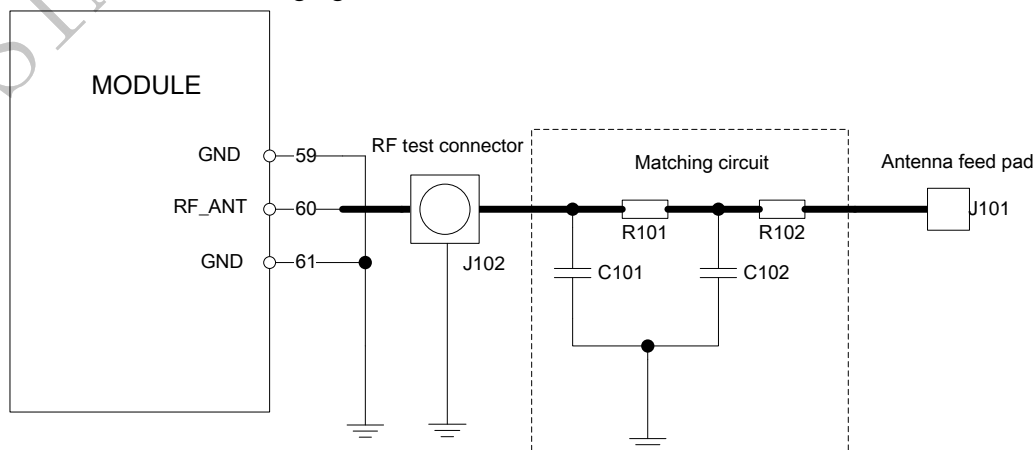 MODULE
GND
59
RF_ANT
60
GND
61
RF test connector
J102
Matching circuit
R101
R102
C101
C102
Antenna feed pad
J101